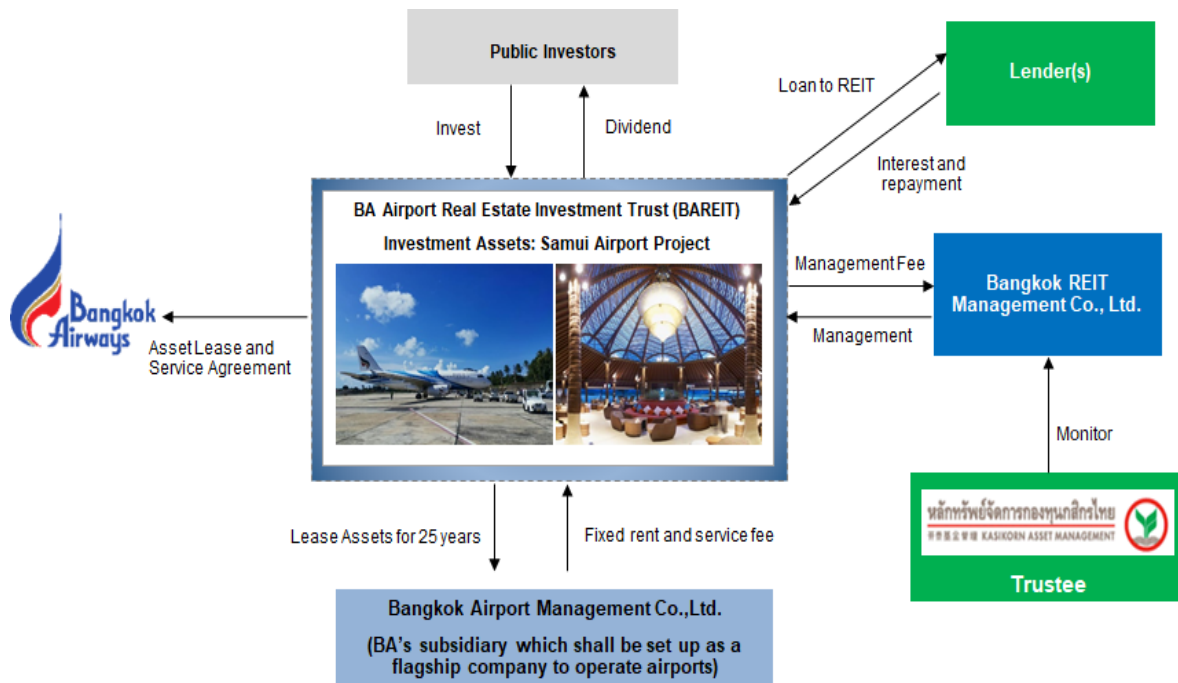 Public Investors
Lender(s)
Loan to REIT
Invest
Dividend
Interest and
repayment
BA Airport Real Estate Investment Trust (BAREIT)
Investment Assets: Samui Airport Project
Management Fee
Bangkok REIT
Management Co., Ltd.
Management
Bangkok
Airways
Asset Lease and
Service Agreement
Monitor
Lease Assets for 25 years
Fixed rent and service fee
หลักทรัพย์จัดการกองทุนกสิกรไทย
KASIKORN ASSET MANAGEMENT
Trustee
Bangkok Airport Management Co.,Ltd.
(BA's subsidiary which shall be set up as a
flagship company to operate airports)